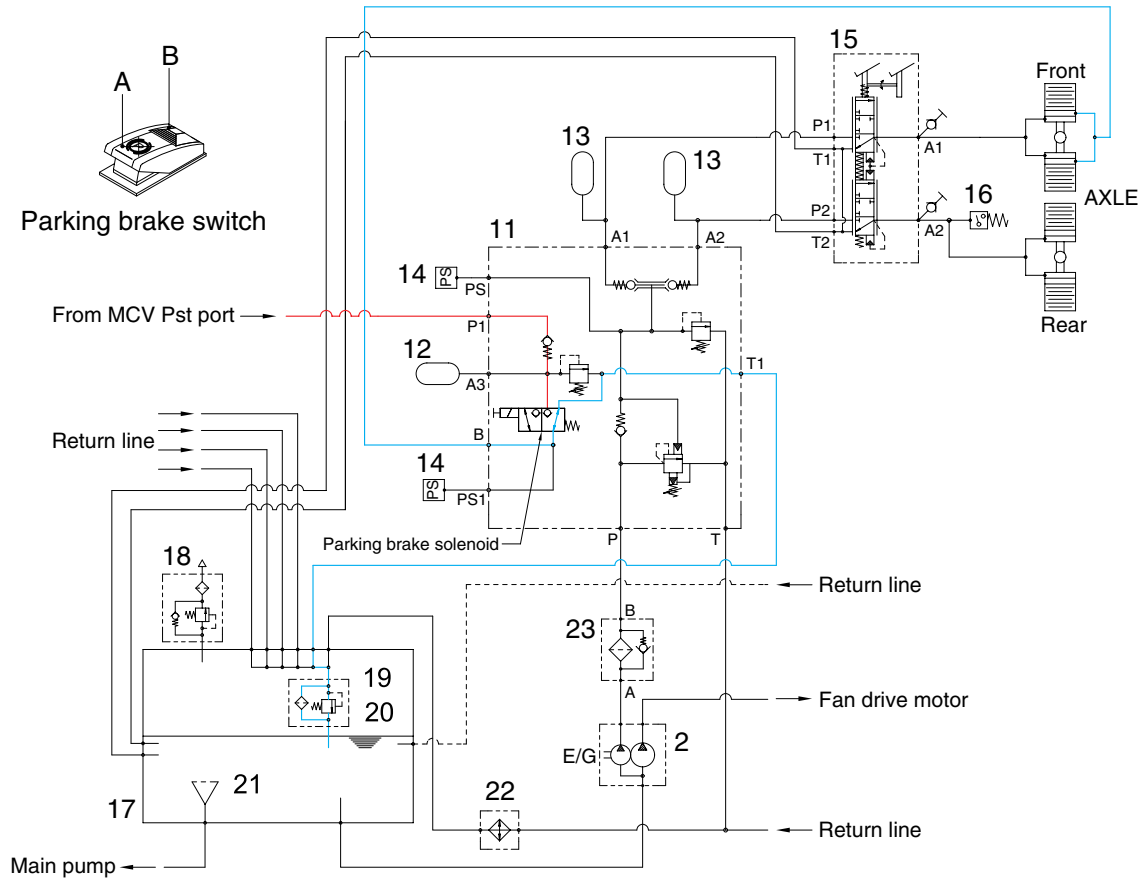 A
B
Parking brake switch
15
Front
P1
T1
A1
13
13
AXLE
16
P2
T2
A2
Rear
11
A1
A2
14
PS
PS
From MCV Pst port
P1
12
A3
T1
Return line
B
14
PS
PS1
Parking brake solenoid
P
T
18
Return line
B
23
19
A
20
Fan drive motor
2
E/G
21
22
17
Return line
Main pump